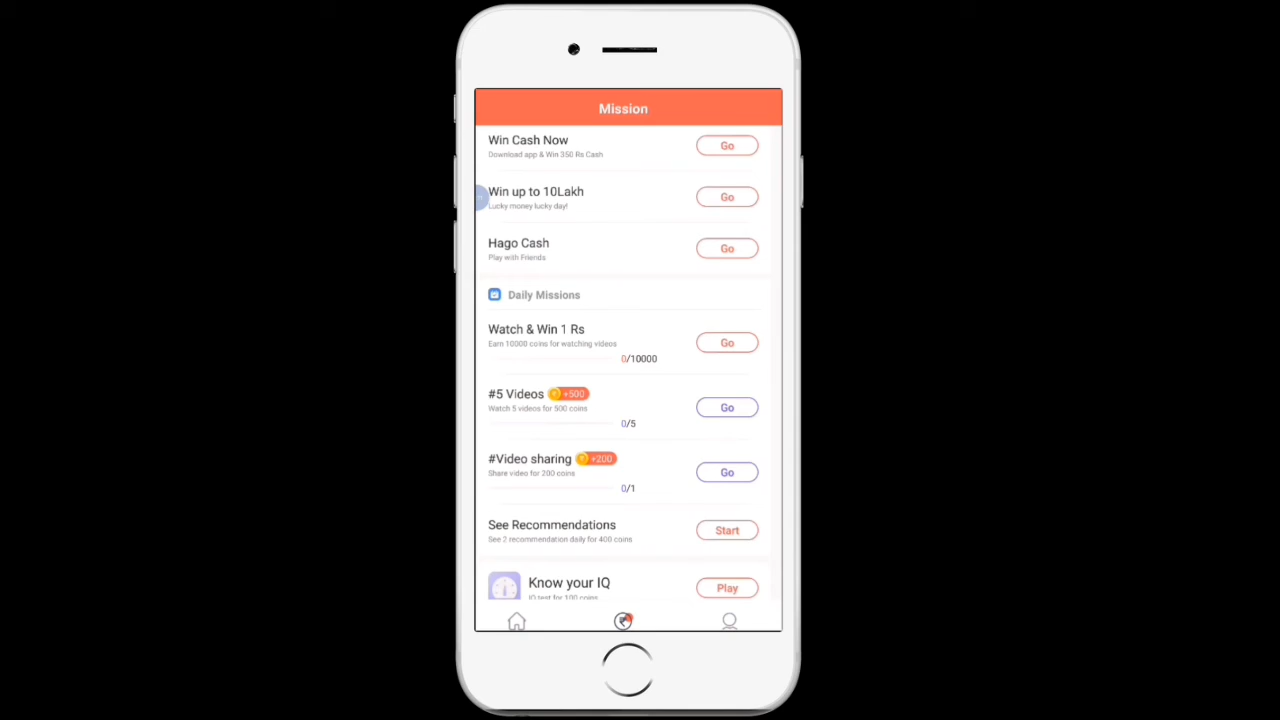 Mission
Win Cash Now
Download app & Win 350 Rs Cash
Go
Win up to 10Lakh
Lucky money lucky day!
Go
Hago Cash
Play with Friends
Go
Daily Missions
Watch & Win 1 Rs
Earn 10000 coins for watching videos
0/10000
Go
#5 Videos +500
Watch 5 videos for 500 coins
0/5
Go
#Video sharing +200
Share video for 200 coins
0/1
Go
See Recommendations
See 2 recommendation daily for 400 coins
Start
Know your IQ
IQ test for 100 coins
Play